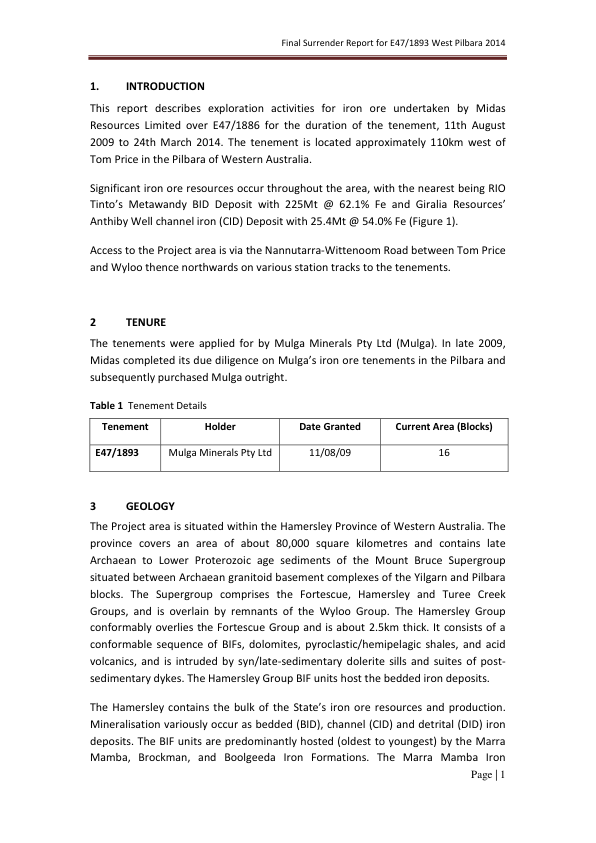 Final Surrender Report for E47/1893 West Pilbara 2014
1. INTRODUCTION
This report describes exploration activities for iron ore undertaken by Midas
Resources Limited over E47/1886 for the duration of the tenement, 11th August
2009 to 24th March 2014. The tenement is located approximately 110km west of
Tom Price in the Pilbara of Western Australia.
Significant iron ore resources occur throughout the area, with the nearest being RIO
Tinto’s Metawandy BID Deposit with 225Mt @ 62.1% Fe and Giralia Resources’
Anthiby Well channel iron (CID) Deposit with 25.4Mt @ 54.0% Fe (Figure 1).
Access to the Project area is via the Nannutarra-Wittenoom Road between Tom Price
and Wyloo thence northwards on various station tracks to the tenements.
2 TENURE
The tenements were applied for by Mulga Minerals Pty Ltd (Mulga). In late 2009,
Midas completed its due diligence on Mulga’s iron ore tenements in the Pilbara and
subsequently purchased Mulga outright.
Table 1 Tenement Details
Tenement Holder Date Granted Current Area (Blocks)
E47/1893 Mulga Minerals Pty Ltd 11/08/09 16
3 GEOLOGY
The Project area is situated within the Hamersley Province of Western Australia. The
province covers an area of about 80,000 square kilometres and contains late
Archaean to Lower Proterozoic age sediments of the Mount Bruce Supergroup
situated between Archaean granitoid basement complexes of the Yilgarn and Pilbara
blocks. The Supergroup comprises the Fortescue, Hamersley and Turee Creek
Groups, and is overlain by remnants of the Wyloo Group. The Hamersley Group
conformably overlies the Fortescue Group and is about 2.5km thick. It consists of a
conformable sequence of BIFs, dolomites, pyroclastic/hemipelagic shales, and acid
volcanics, and is intruded by syn/late-sedimentary dolerite sills and suites of post-
sedimentary dykes. The Hamersley Group BIF units host the bedded iron deposits.
The Hamersley contains the bulk of the State’s iron ore resources and production.
Mineralisation variously occur as bedded (BID), channel (CID) and detrital (DID) iron
deposits. The BIF units are predominantly hosted (oldest to youngest) by the Marra
Mamba, Brockman, and Boolgeeda Iron Formations. The Marra Mamba Iron
Page | 1